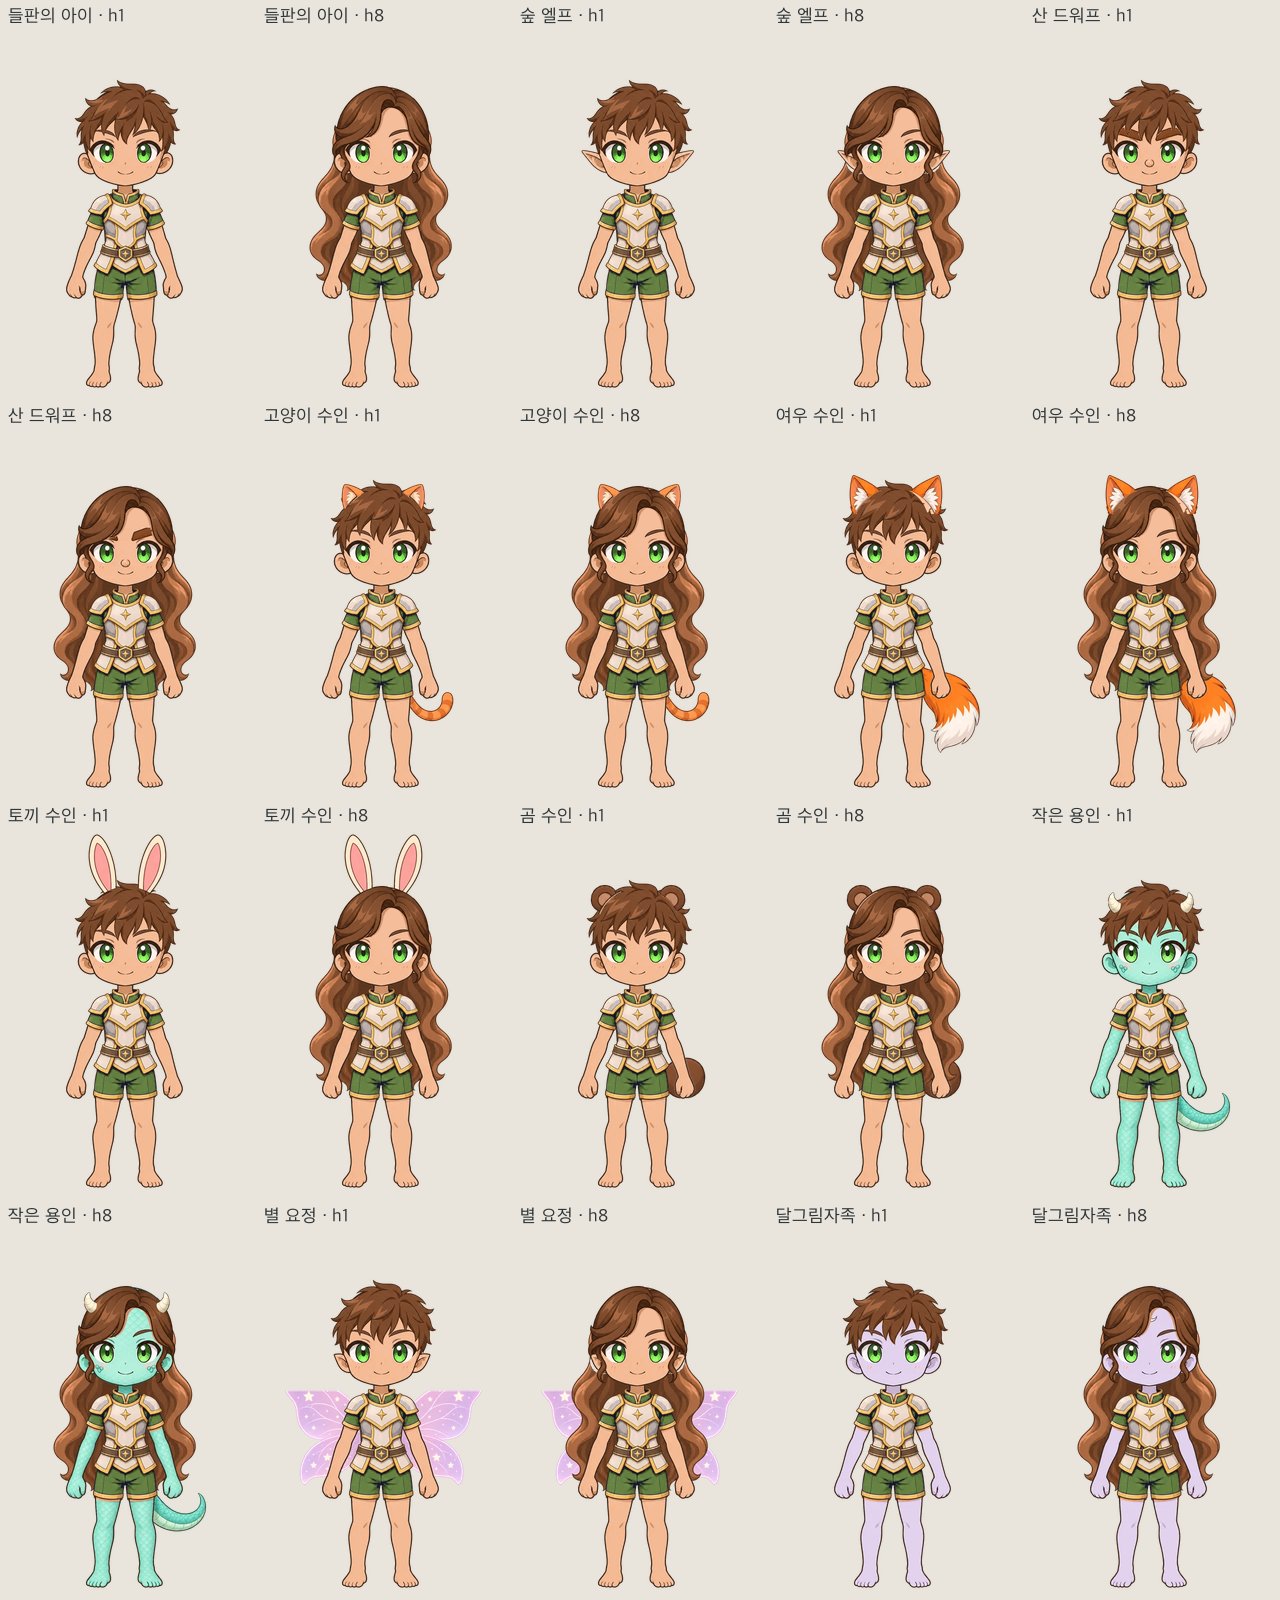 들판의 아이 · h1
들판의 아이 · h8
숲 엘프 · h1
숲 엘프 · h8
산 드워프 · h1
산 드워프 · h8
고양이 수인 · h1
고양이 수인 · h8
여우 수인 · h1
여우 수인 · h8
토끼 수인 · h1
토끼 수인 · h8
곰 수인 · h1
곰 수인 · h8
작은 용인 · h1
작은 용인 · h8
별 요정 · h1
별 요정 · h8
달그림자족 · h1
달그림자족 · h8